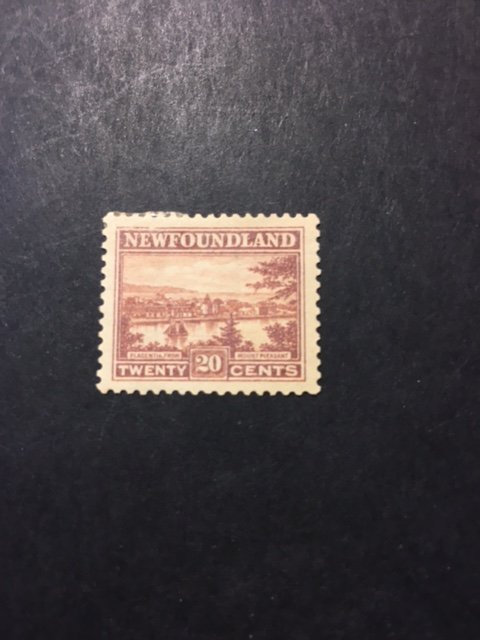 NEWFOUNDLAND
PLACENTIA, FROM MOUNT PLEASANT
TWENTY 20 CENTS